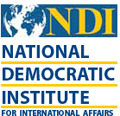 NDI
NATIONAL
DEMOCRATIC
INSTITUTE
FOR INTERNATIONAL AFFAIRS